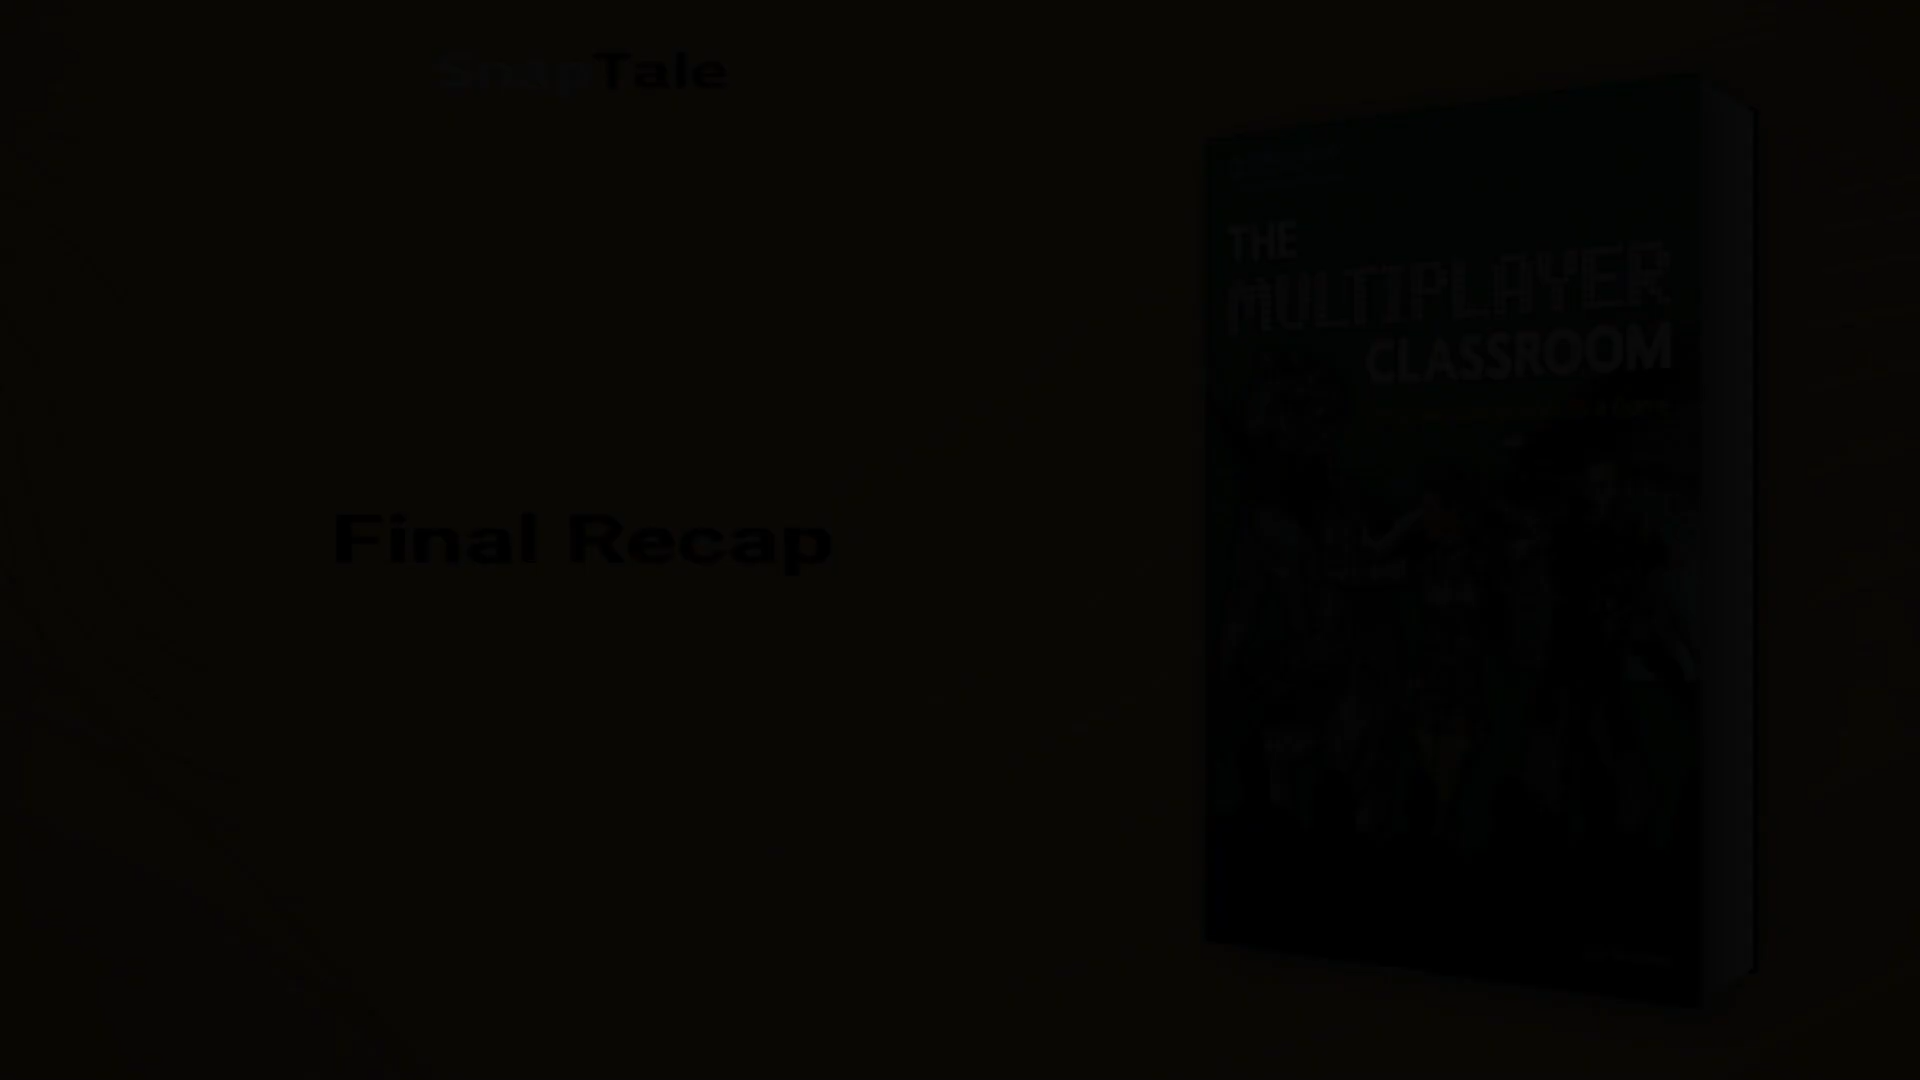 SnapTale
Final Recap
THE
MULTIPLAYER
CLASSROOM